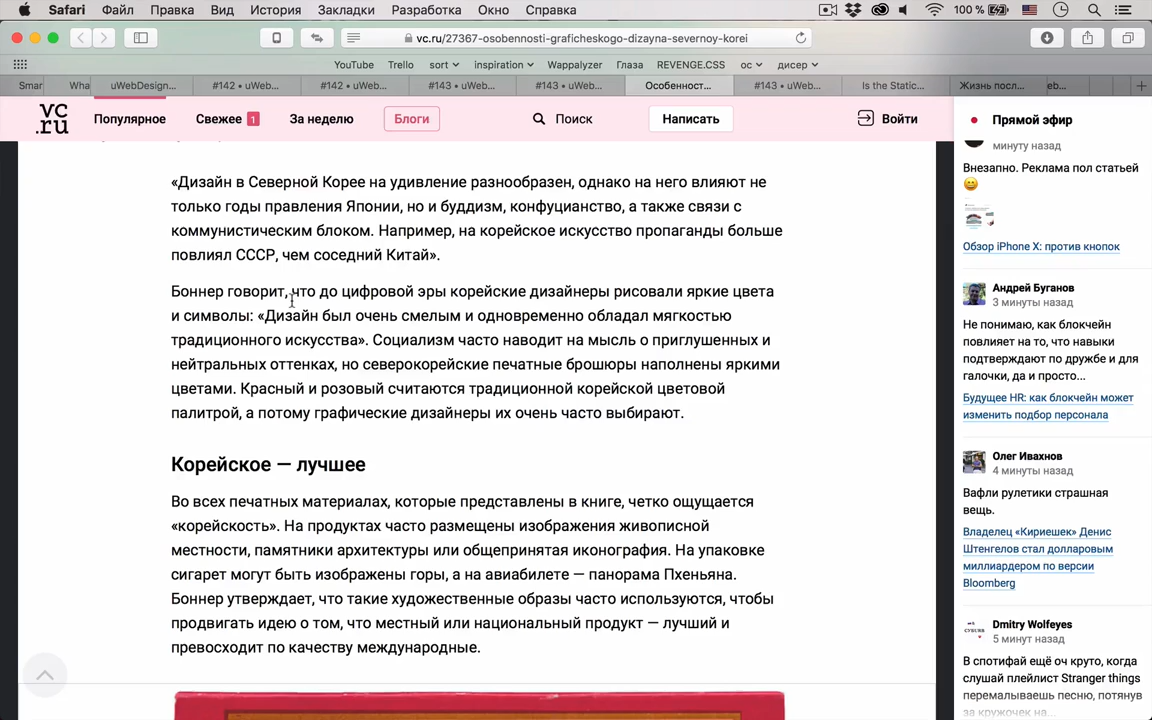 Safari Файл Правка Вид История Закладки Разработка Окно Справка 100 %
vc.ru/27367-osobennosti-graficheskogo-dizayna-severnoy-korei
YouTube Trello sort inspiration Wappalyzer Глаза REVENGE.CSS ос дисер
Smar Wha uWebDesign... #142 • uWeb... #142 • uWeb... #143 • uWeb... #143 • uWeb... Особенност... #143 • uWeb... Is the Static... Жизнь посл... eb...
vc
.ru
Популярное Свежее 1 За неделю Блоги Поиск Написать Войти
«Дизайн в Северной Корее на удивление разнообразен, однако на него влияют не
только годы правления Японии, но и буддизм, конфуцианство, а также связи с
коммунистическим блоком. Например, на корейское искусство пропаганды больше
повлиял СССР, чем соседний Китай».
Боннер говорит, что до цифровой эры корейские дизайнеры рисовали яркие цвета
и символы: «Дизайн был очень смелым и одновременно обладал мягкостью
традиционного искусства». Социализм часто наводит на мысль о приглушенных и
нейтральных оттенках, но северокорейские печатные брошюры наполнены яркими
цветами. Красный и розовый считаются традиционной корейской цветовой
палитрой, а потому графические дизайнеры их очень часто выбирают.
Корейское — лучшее
Во всех печатных материалах, которые представлены в книге, четко ощущается
«корейскость». На продуктах часто размещены изображения живописной
местности, памятники архитектуры или общепринятая иконография. На упаковке
сигарет могут быть изображены горы, а на авиабилете — панорама Пхеньяна.
Боннер утверждает, что такие художественные образы часто используются, чтобы
продвигать идею о том, что местный или национальный продукт — лучший и
превосходит по качеству международные.
Прямой эфир
минуту назад
Внезапно. Реклама пол статьей
Обзор iPhone X: против кнопок
Андрей Буганов
3 минуты назад
Не понимаю, как блокчейн
повлияет на то, что навыки
подтверждают по дружбе и для
галочки, да и просто...
Будущее HR: как блокчейн может
изменить подбор персонала
Олег Ивахнов
4 минуты назад
Вафли рулетики страшная
вещь.
Владелец «Кириешек» Денис
Штенгелов стал долларовым
миллиардером по версии
Bloomberg
Dmitry Wolfeyes
5 минут назад
В спотифай ещё оч круто, когда
слушай плейлист Stranger things
перемалываешь песню, потянув
за кружочек на...